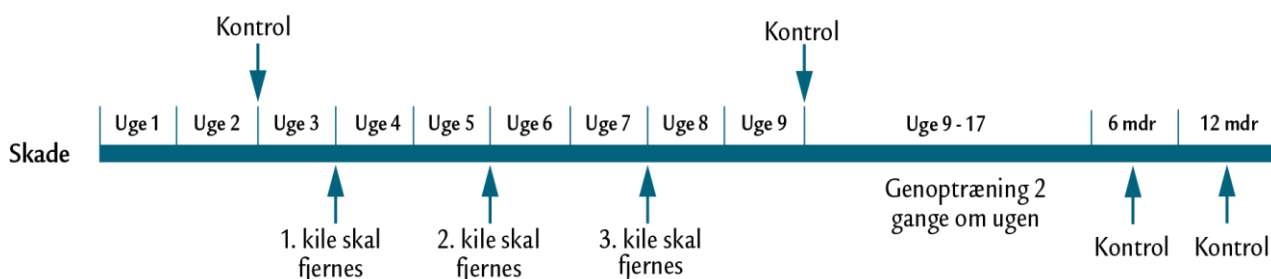 Kontrol
Kontrol
Uge 1
Uge 2
Uge 3
Uge 4
Uge 5
Uge 6
Uge 7
Uge 8
Uge 9
Uge 9 - 17
6 mdr
12 mdr
Skade
1. kile skal
fjernes
2. kile skal
fjernes
3. kile skal
fjernes
Genoptræning 2
gange om ugen
Kontrol
Kontrol